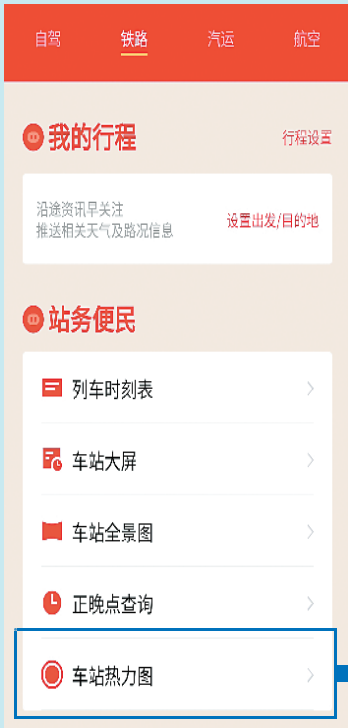 自驾 铁路 汽运 航空
我的行程 行程设置
沿途资讯早关注
推送相关天气及路况信息
设置出发/目的地
站务便民
列车时刻表
车站大屏
车站全景图
正晚点查询
车站热力图